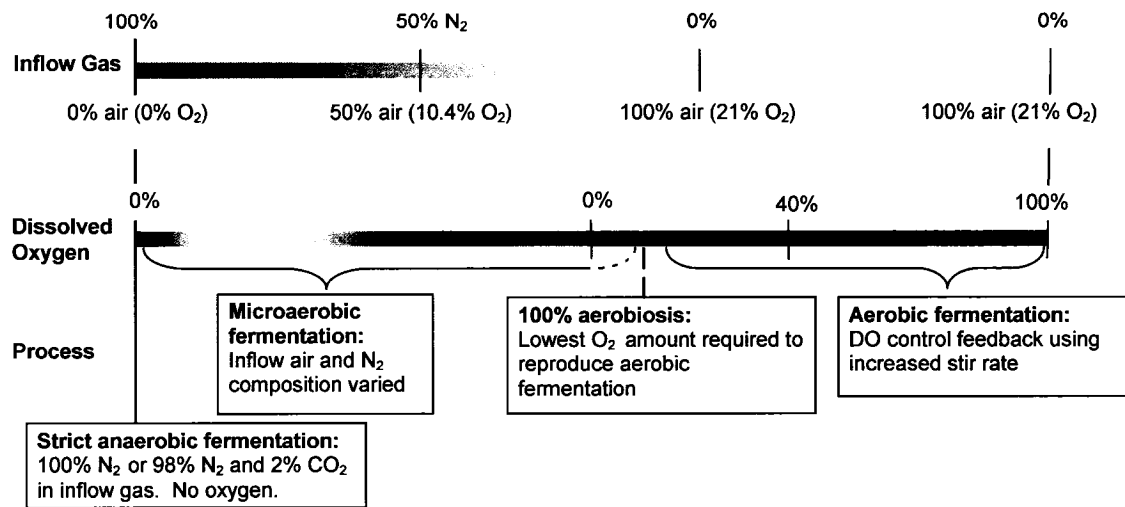 100% 50% N₂ 0% 0%
Inflow Gas
0% air (0% O₂) 50% air (10.4% O₂) 100% air (21% O₂) 100% air (21% O₂)
0% 0% 40% 100%
Dissolved
Oxygen
Process
Microaerobic
fermentation:
Inflow air and N₂
composition varied
100% aerobiosis:
Lowest O₂ amount required to
reproduce aerobic
fermentation
Aerobic fermentation:
DO control feedback using
increased stir rate
Strict anaerobic fermentation:
100% N₂ or 98% N₂ and 2% CO₂
in inflow gas. No oxygen.